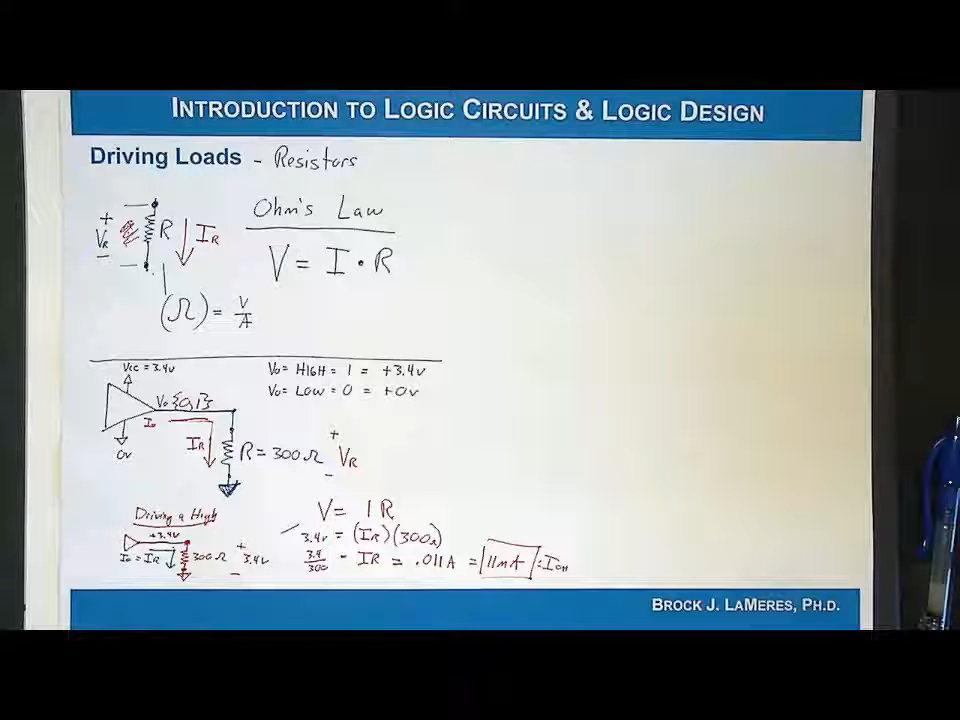 INTRODUCTION TO LOGIC CIRCUITS & LOGIC DESIGN
Driving Loads - Resistors
Ohm's Law
V = I • R
+
VR
-
R
IR
(Ω) = V/A
VCC = 3.4V
Vo = HIGH = 1 = +3.4V
Vo = LOW = 0 = +0V
Vo {0,1}
Io
IR
0V
R = 300Ω
+
VR
-
Driving a High
+3.4V
Io = IR
300Ω
+
3.4V
-
V = I R
3.4V = (IR)(300Ω)
3.4/300 = IR = .011A = 11mA = IOH
BROCK J. LAMERES, PH.D.